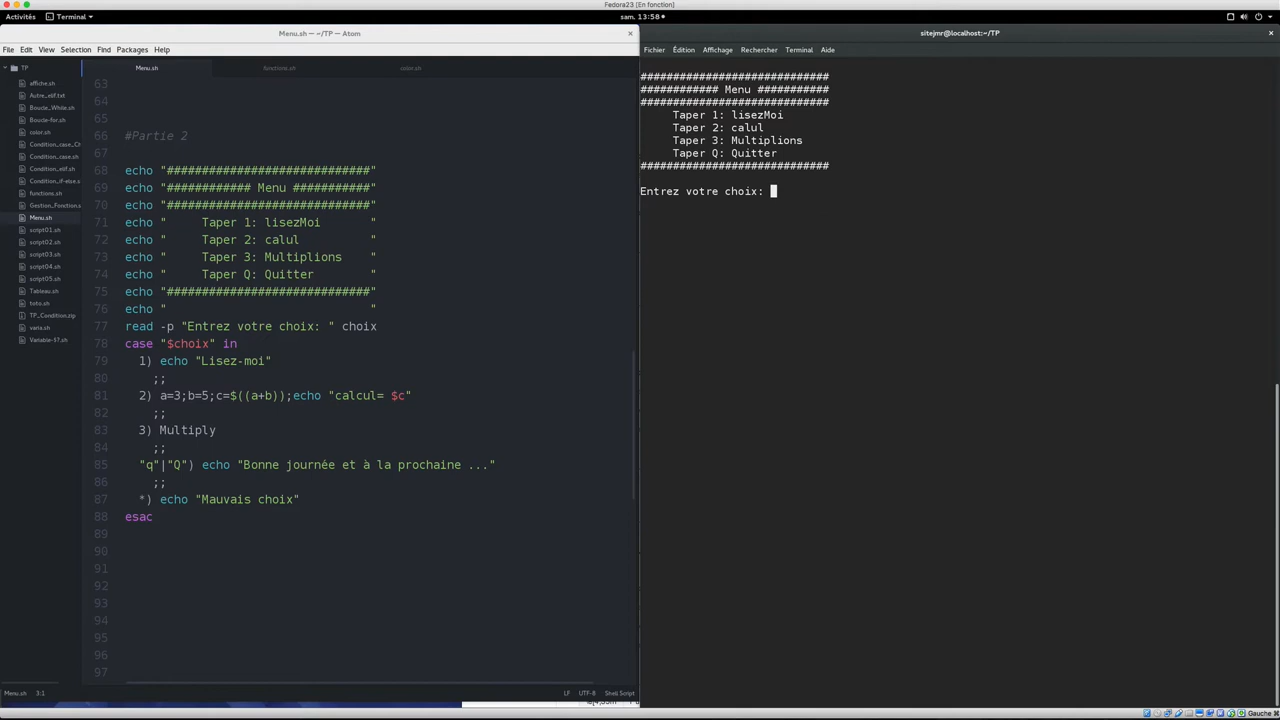 Fedora23 [En fonction]
Activités Terminal sam. 13:58
Menu.sh — ~/TP — Atom
File Edit View Selection Find Packages Help
TP
affiche.sh
Autre_elif.txt
Boucle_While.sh
Boucle-for.sh
color.sh
Condition_case_C
Condition_case.sh
Condition_elif.sh
Condition_if-else.s
functions.sh
Gestion_Fonction.s
Menu.sh
script01.sh
script02.sh
script03.sh
script04.sh
script05.sh
Tableau.sh
toto.sh
TP_Condition.zip
varia.sh
Variable-$?.sh
Menu.sh functions.sh color.sh
63
64
65
66 #Partie 2
67
68 echo "#############################"
69 echo "############ Menu ###########"
70 echo "#############################"
71 echo " Taper 1: lisezMoi "
72 echo " Taper 2: calul "
73 echo " Taper 3: Multiplions "
74 echo " Taper Q: Quitter "
75 echo "#############################"
76 echo " "
77 read -p "Entrez votre choix: " choix
78 case "$choix" in
79 1) echo "Lisez-moi"
80 ;;
81 2) a=3;b=5;c=$((a+b));echo "calcul= $c"
82 ;;
83 3) Multiply
84 ;;
85 "q"|"Q") echo "Bonne journée et à la prochaine ..."
86 ;;
87 *) echo "Mauvais choix"
88 esac
89
90
91
92
93
94
95
96
97
Menu.sh 3:1 LF UTF-8 Shell Script
sitejmr@localhost:~/TP
Fichier Édition Affichage Rechercher Terminal Aide
#############################
############ Menu ###########
#############################
Taper 1: lisezMoi
Taper 2: calul
Taper 3: Multiplions
Taper Q: Quitter
#############################
Entrez votre choix:
Gauche ⌘